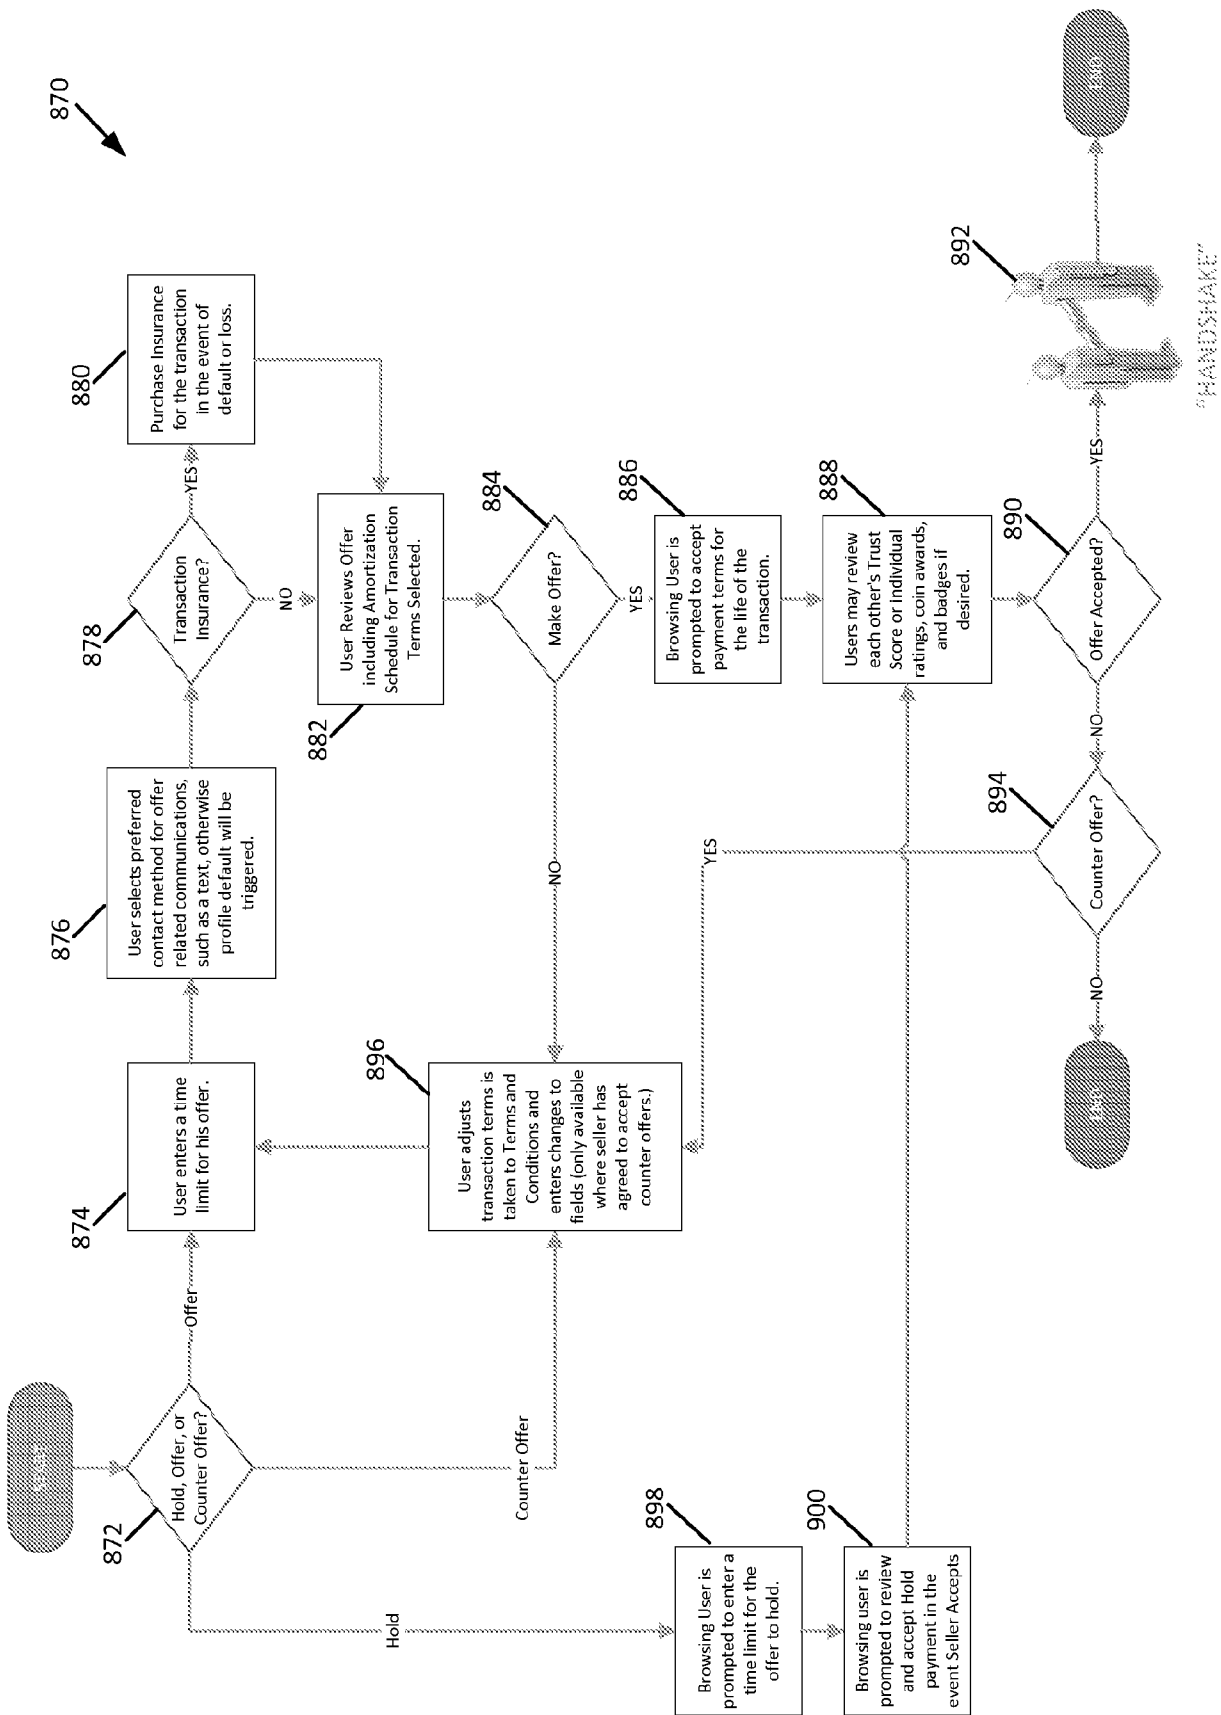 870
872
Hold, Offer, or
Counter Offer?
Offer
874
User enters a time
limit for his offer.
876
User selects preferred
contact method for offer
related communications,
such as a text, otherwise
profile default will be
triggered.
878
Transaction
Insurance?
YES
NO
880
Purchase Insurance
for the transaction
in the event of
default or loss.
882
User Reviews Offer
including Amortization
Schedule for Transaction
Terms Selected.
884
Make Offer?
NO
YES
Counter Offer
896
User adjusts
transaction terms is
taken to Terms and
Conditions and
enters changes to
fields (only available
where seller has
agreed to accept
counter offers.)
886
Browsing User is
prompted to accept
payment terms for
the life of the
transaction.
Hold
898
Browsing User is
prompted to enter a
time limit for the
offer to hold.
900
Browsing user is
prompted to review
and accept Hold
payment in the
event Seller Accepts
888
Users may review
each other's Trust
Score or individual
ratings, coin awards,
and badges if
desired.
890
Offer Accepted?
YES
NO
892
"HANDSHAKE"
END
894
Counter Offer?
YES
NO
END